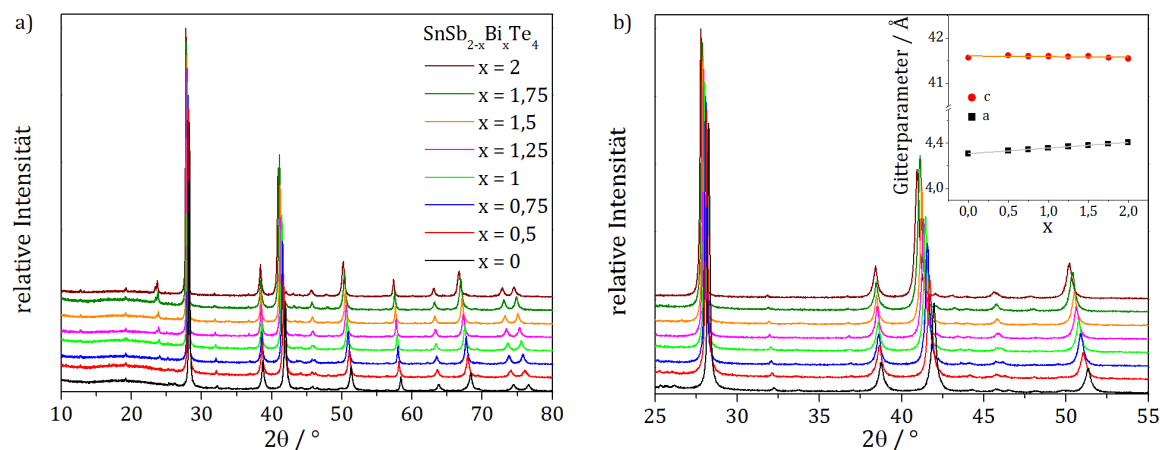 a)
SnSb2-xBixTe4
x = 2
x = 1,75
x = 1,5
x = 1,25
x = 1
x = 0,75
x = 0,5
x = 0
relative Intensität
10 20 30 40 50 60 70 80
2θ / °
b)
Gitterparameter / Å
42
41
4,4
4,0
c
a
0,0 0,5 1,0 1,5 2,0
x
relative Intensität
25 30 35 40 45 50 55
2θ / °